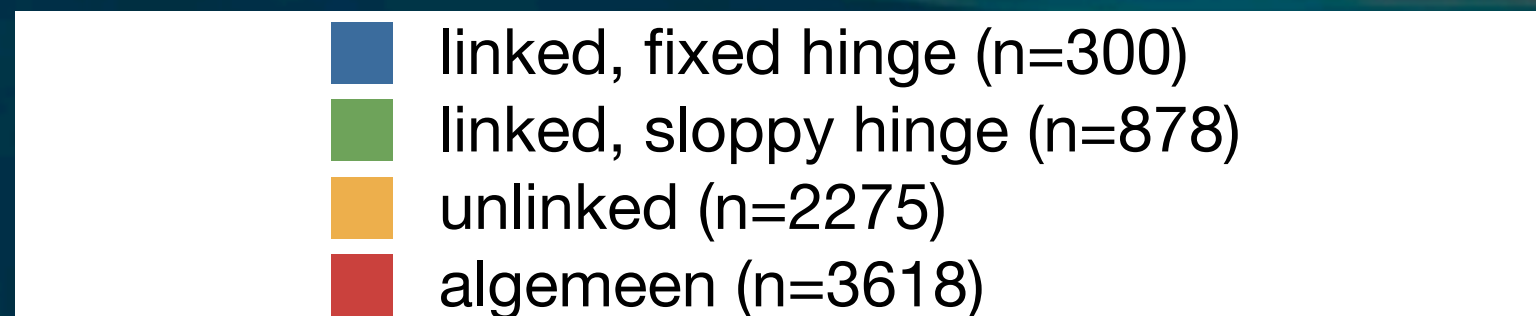 linked, fixed hinge (n=300)
linked, sloppy hinge (n=878)
unlinked (n=2275)
algemeen (n=3618)